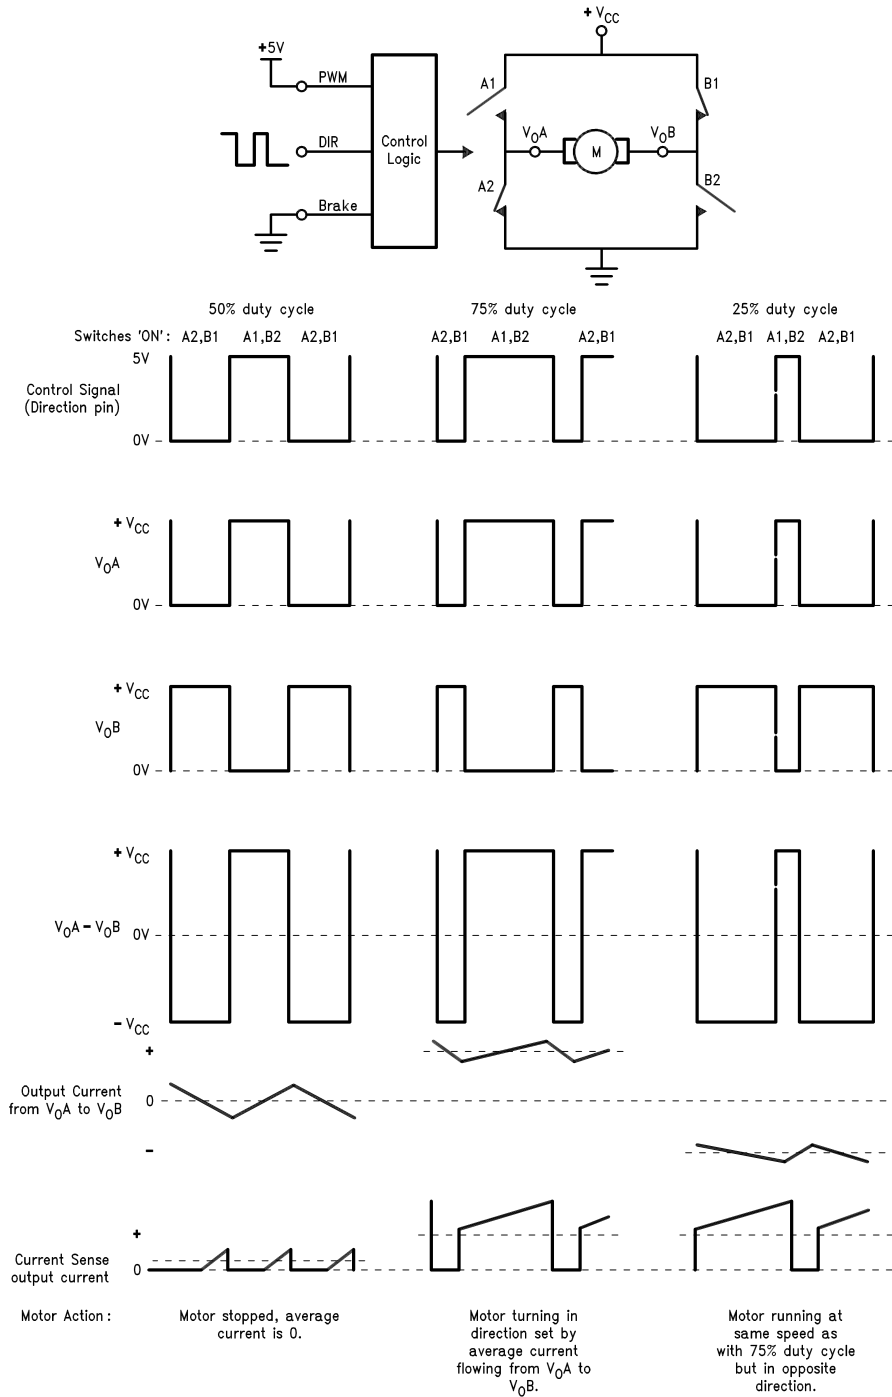 + VCC
+5V
PWM
DIR
Brake
Control
Logic
A1
B1
VOA
M
VOB
A2
B2
50% duty cycle
75% duty cycle
25% duty cycle
Switches 'ON': A2,B1 A1,B2 A2,B1
A2,B1 A1,B2 A2,B1
A2,B1 A1,B2 A2,B1
5V
Control Signal
(Direction pin)
0V
+ VCC
VOA
0V
+ VCC
VOB
0V
+ VCC
VOA – VOB 0V
– VCC
+
Output Current
from VOA to VOB
0
–
+
Current Sense
output current
0
Motor Action:
Motor stopped, average
current is 0.
Motor turning in
direction set by
average current
flowing from VOA to
VOB.
Motor running at
same speed as
with 75% duty cycle
but in opposite
direction.